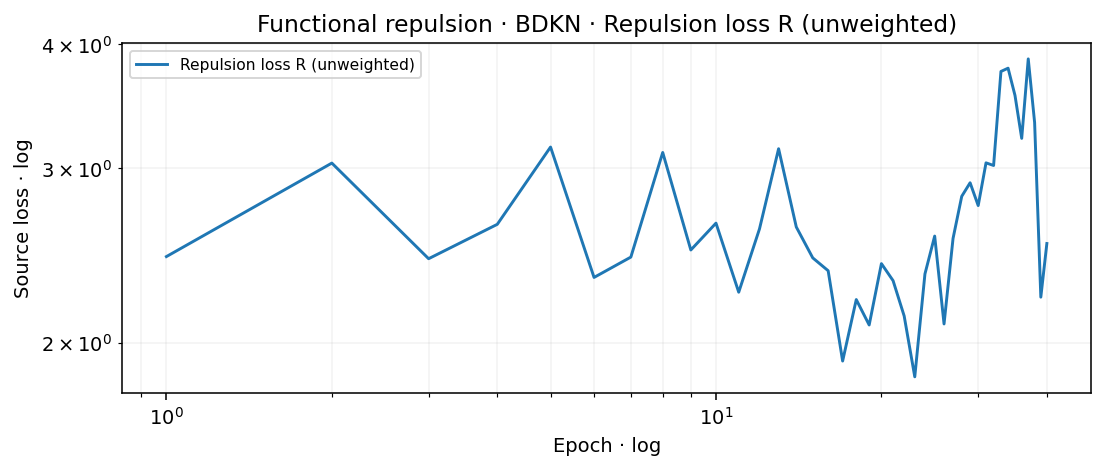 Functional repulsion · BDKN · Repulsion loss R (unweighted)
Repulsion loss R (unweighted)
Source loss · log
4 × 10⁰
3 × 10⁰
2 × 10⁰
10⁰
10¹
Epoch · log